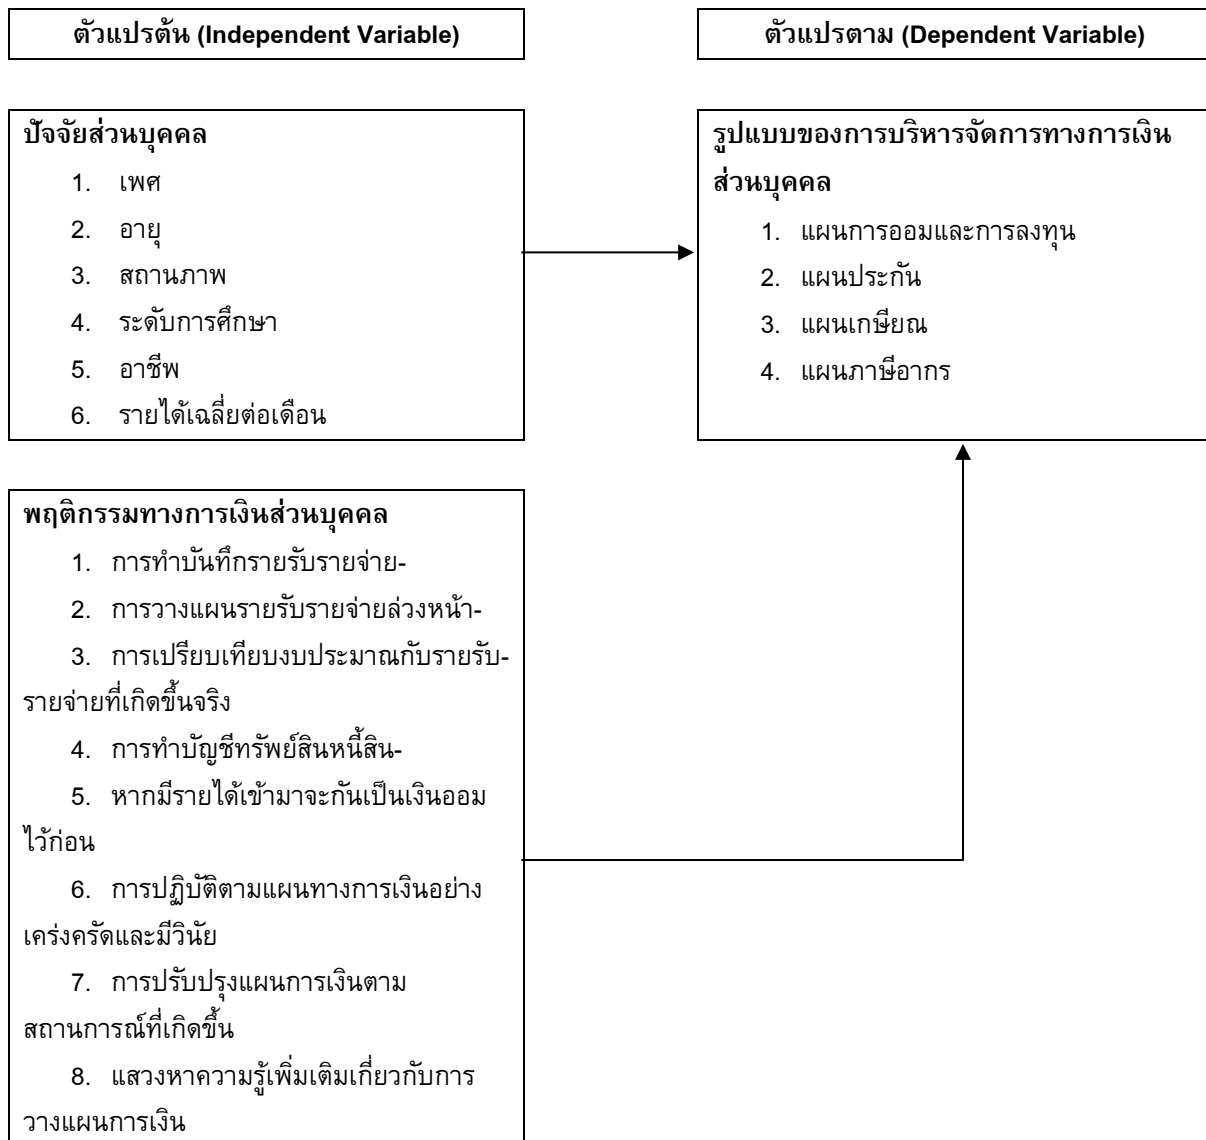 ตัวแปรต้น (Independent Variable)
ตัวแปรตาม (Dependent Variable)
ปัจจัยส่วนบุคคล
1. เพศ
2. อายุ
3. สถานภาพ
4. ระดับการศึกษา
5. อาชีพ
6. รายได้เฉลี่ยต่อเดือน
รูปแบบของการบริหารจัดการทางการเงิน
ส่วนบุคคล
1. แผนการออมและการลงทุน
2. แผนประกัน
3. แผนเกษียณ
4. แผนภาษีอากร
พฤติกรรมทางการเงินส่วนบุคคล
1. การทำบันทึกรายรับรายจ่าย-
2. การวางแผนรายรับรายจ่ายล่วงหน้า-
3. การเปรียบเทียบงบประมาณกับรายรับ-
รายจ่ายที่เกิดขึ้นจริง
4. การทำบัญชีทรัพย์สินหนี้สิน-
5. หากมีรายได้เข้ามาจะกันเป็นเงินออม
ไว้ก่อน
6. การปฏิบัติตามแผนทางการเงินอย่าง
เคร่งครัดและมีวินัย
7. การปรับปรุงแผนการเงินตาม
สถานการณ์ที่เกิดขึ้น
8. แสวงหาความรู้เพิ่มเติมเกี่ยวกับการ
วางแผนการเงิน